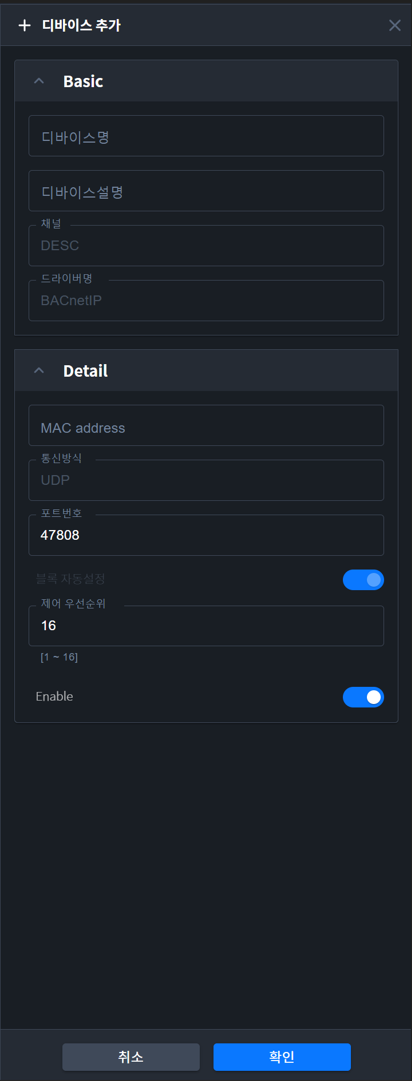 디바이스 추가
Basic
디바이스명
디바이스설명
채널
DESC
드라이버명
BACnetIP
Detail
MAC address
통신방식
UDP
포트번호
47808
블록 자동설정
제어 우선순위
16
[1 ~ 16]
Enable
취소 확인